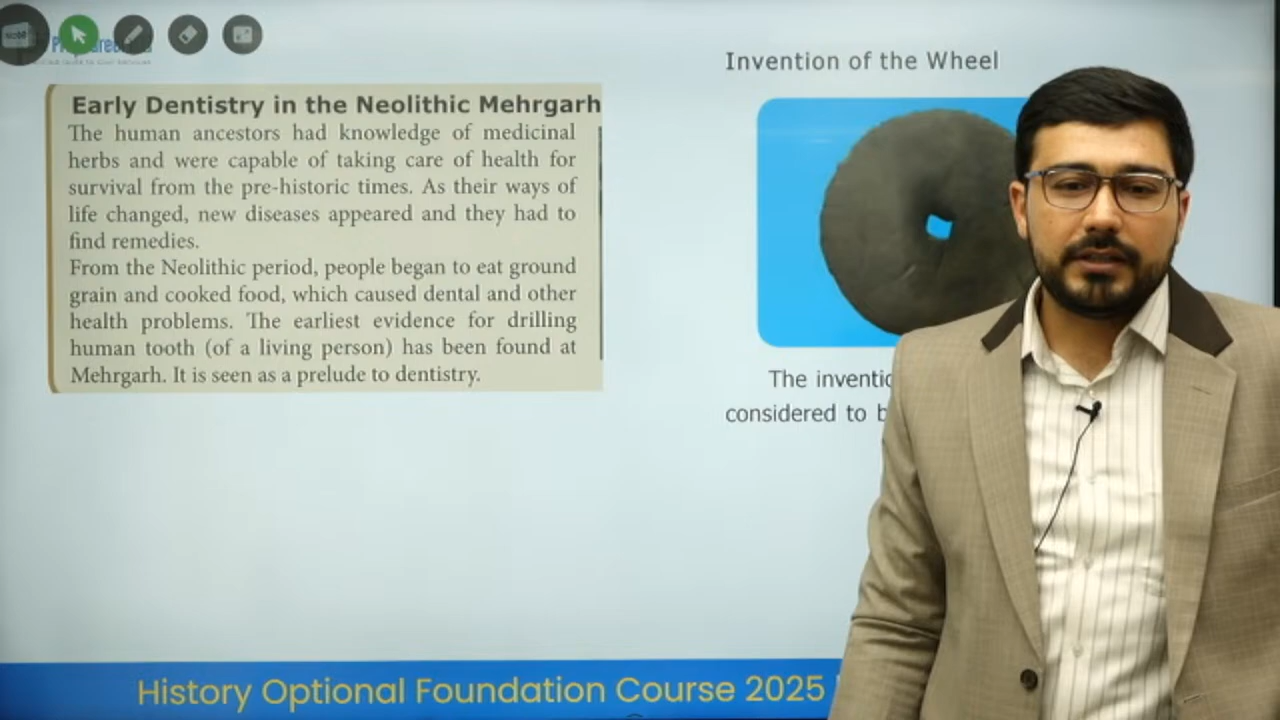 Early Dentistry in the Neolithic Mehrgarh
The human ancestors had knowledge of medicinal
herbs and were capable of taking care of health for
survival from the pre-historic times. As their ways of
life changed, new diseases appeared and they had to
find remedies.
From the Neolithic period, people began to eat ground
grain and cooked food, which caused dental and other
health problems. The earliest evidence for drilling
human tooth (of a living person) has been found at
Mehrgarh. It is seen as a prelude to dentistry.
Invention of the Wheel
The
considered to
History Optional Foundation Course 2025